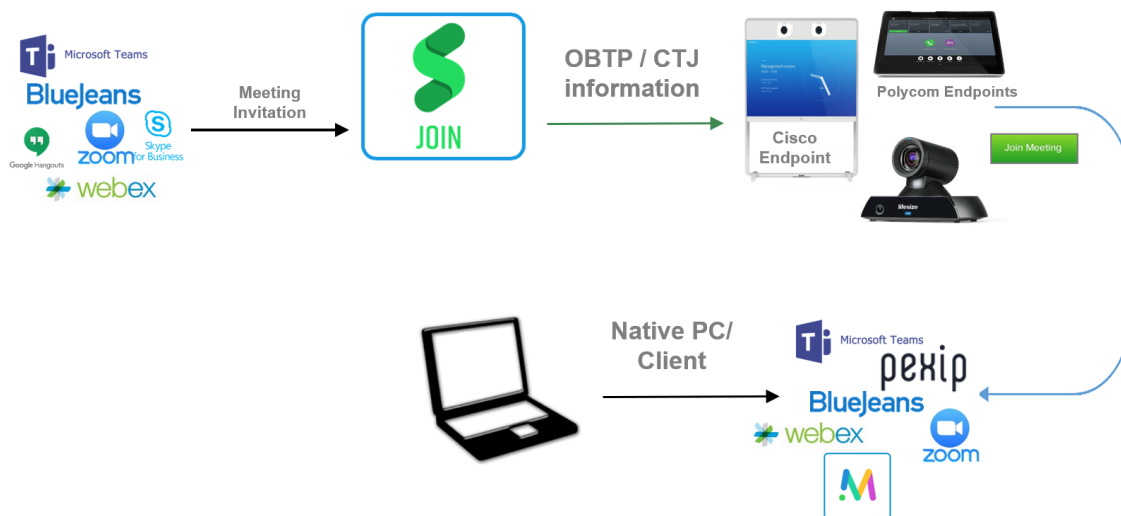 Microsoft Teams
BlueJeans
Google Hangouts
zoom
Skype
for Business
webex
Meeting
Invitation
JOIN
OBTP / CTJ
information
Cisco
Endpoint
Polycom Endpoints
Join Meeting
lifesize
Native PC/
Client
Microsoft Teams
pexip
BlueJeans
webex
zoom